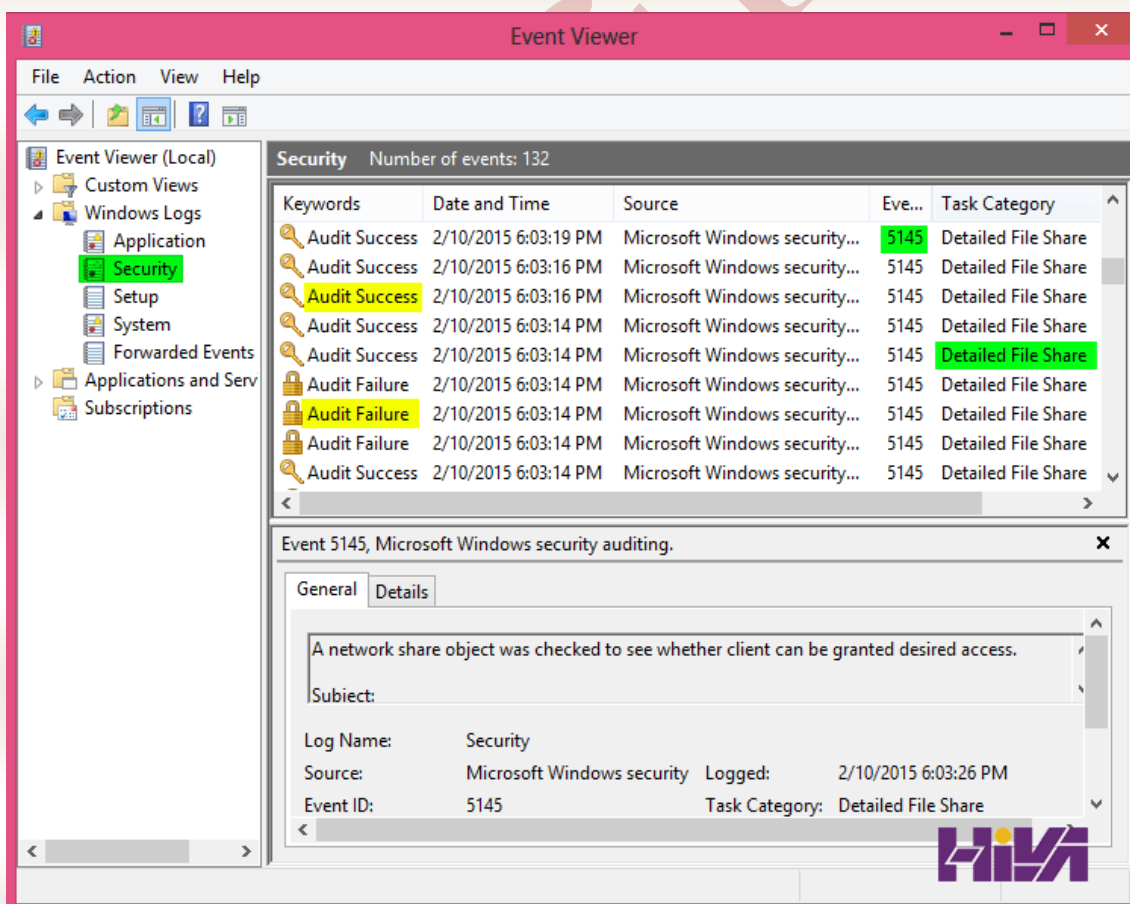 Event Viewer
File Action View Help
Event Viewer (Local)
Custom Views
Windows Logs
Application
Security
Setup
System
Forwarded Events
Applications and Serv
Subscriptions
Security Number of events: 132
Keywords Date and Time Source Eve... Task Category
Audit Success 2/10/2015 6:03:19 PM Microsoft Windows security... 5145 Detailed File Share
Audit Success 2/10/2015 6:03:16 PM Microsoft Windows security... 5145 Detailed File Share
Audit Success 2/10/2015 6:03:16 PM Microsoft Windows security... 5145 Detailed File Share
Audit Success 2/10/2015 6:03:14 PM Microsoft Windows security... 5145 Detailed File Share
Audit Success 2/10/2015 6:03:14 PM Microsoft Windows security... 5145 Detailed File Share
Audit Failure 2/10/2015 6:03:14 PM Microsoft Windows security... 5145 Detailed File Share
Audit Failure 2/10/2015 6:03:14 PM Microsoft Windows security... 5145 Detailed File Share
Audit Failure 2/10/2015 6:03:14 PM Microsoft Windows security... 5145 Detailed File Share
Audit Success 2/10/2015 6:03:14 PM Microsoft Windows security... 5145 Detailed File Share
Event 5145, Microsoft Windows security auditing.
General Details
A network share object was checked to see whether client can be granted desired access.
Subject:
Log Name: Security
Source: Microsoft Windows security Logged: 2/10/2015 6:03:26 PM
Event ID: 5145 Task Category: Detailed File Share
HiVA